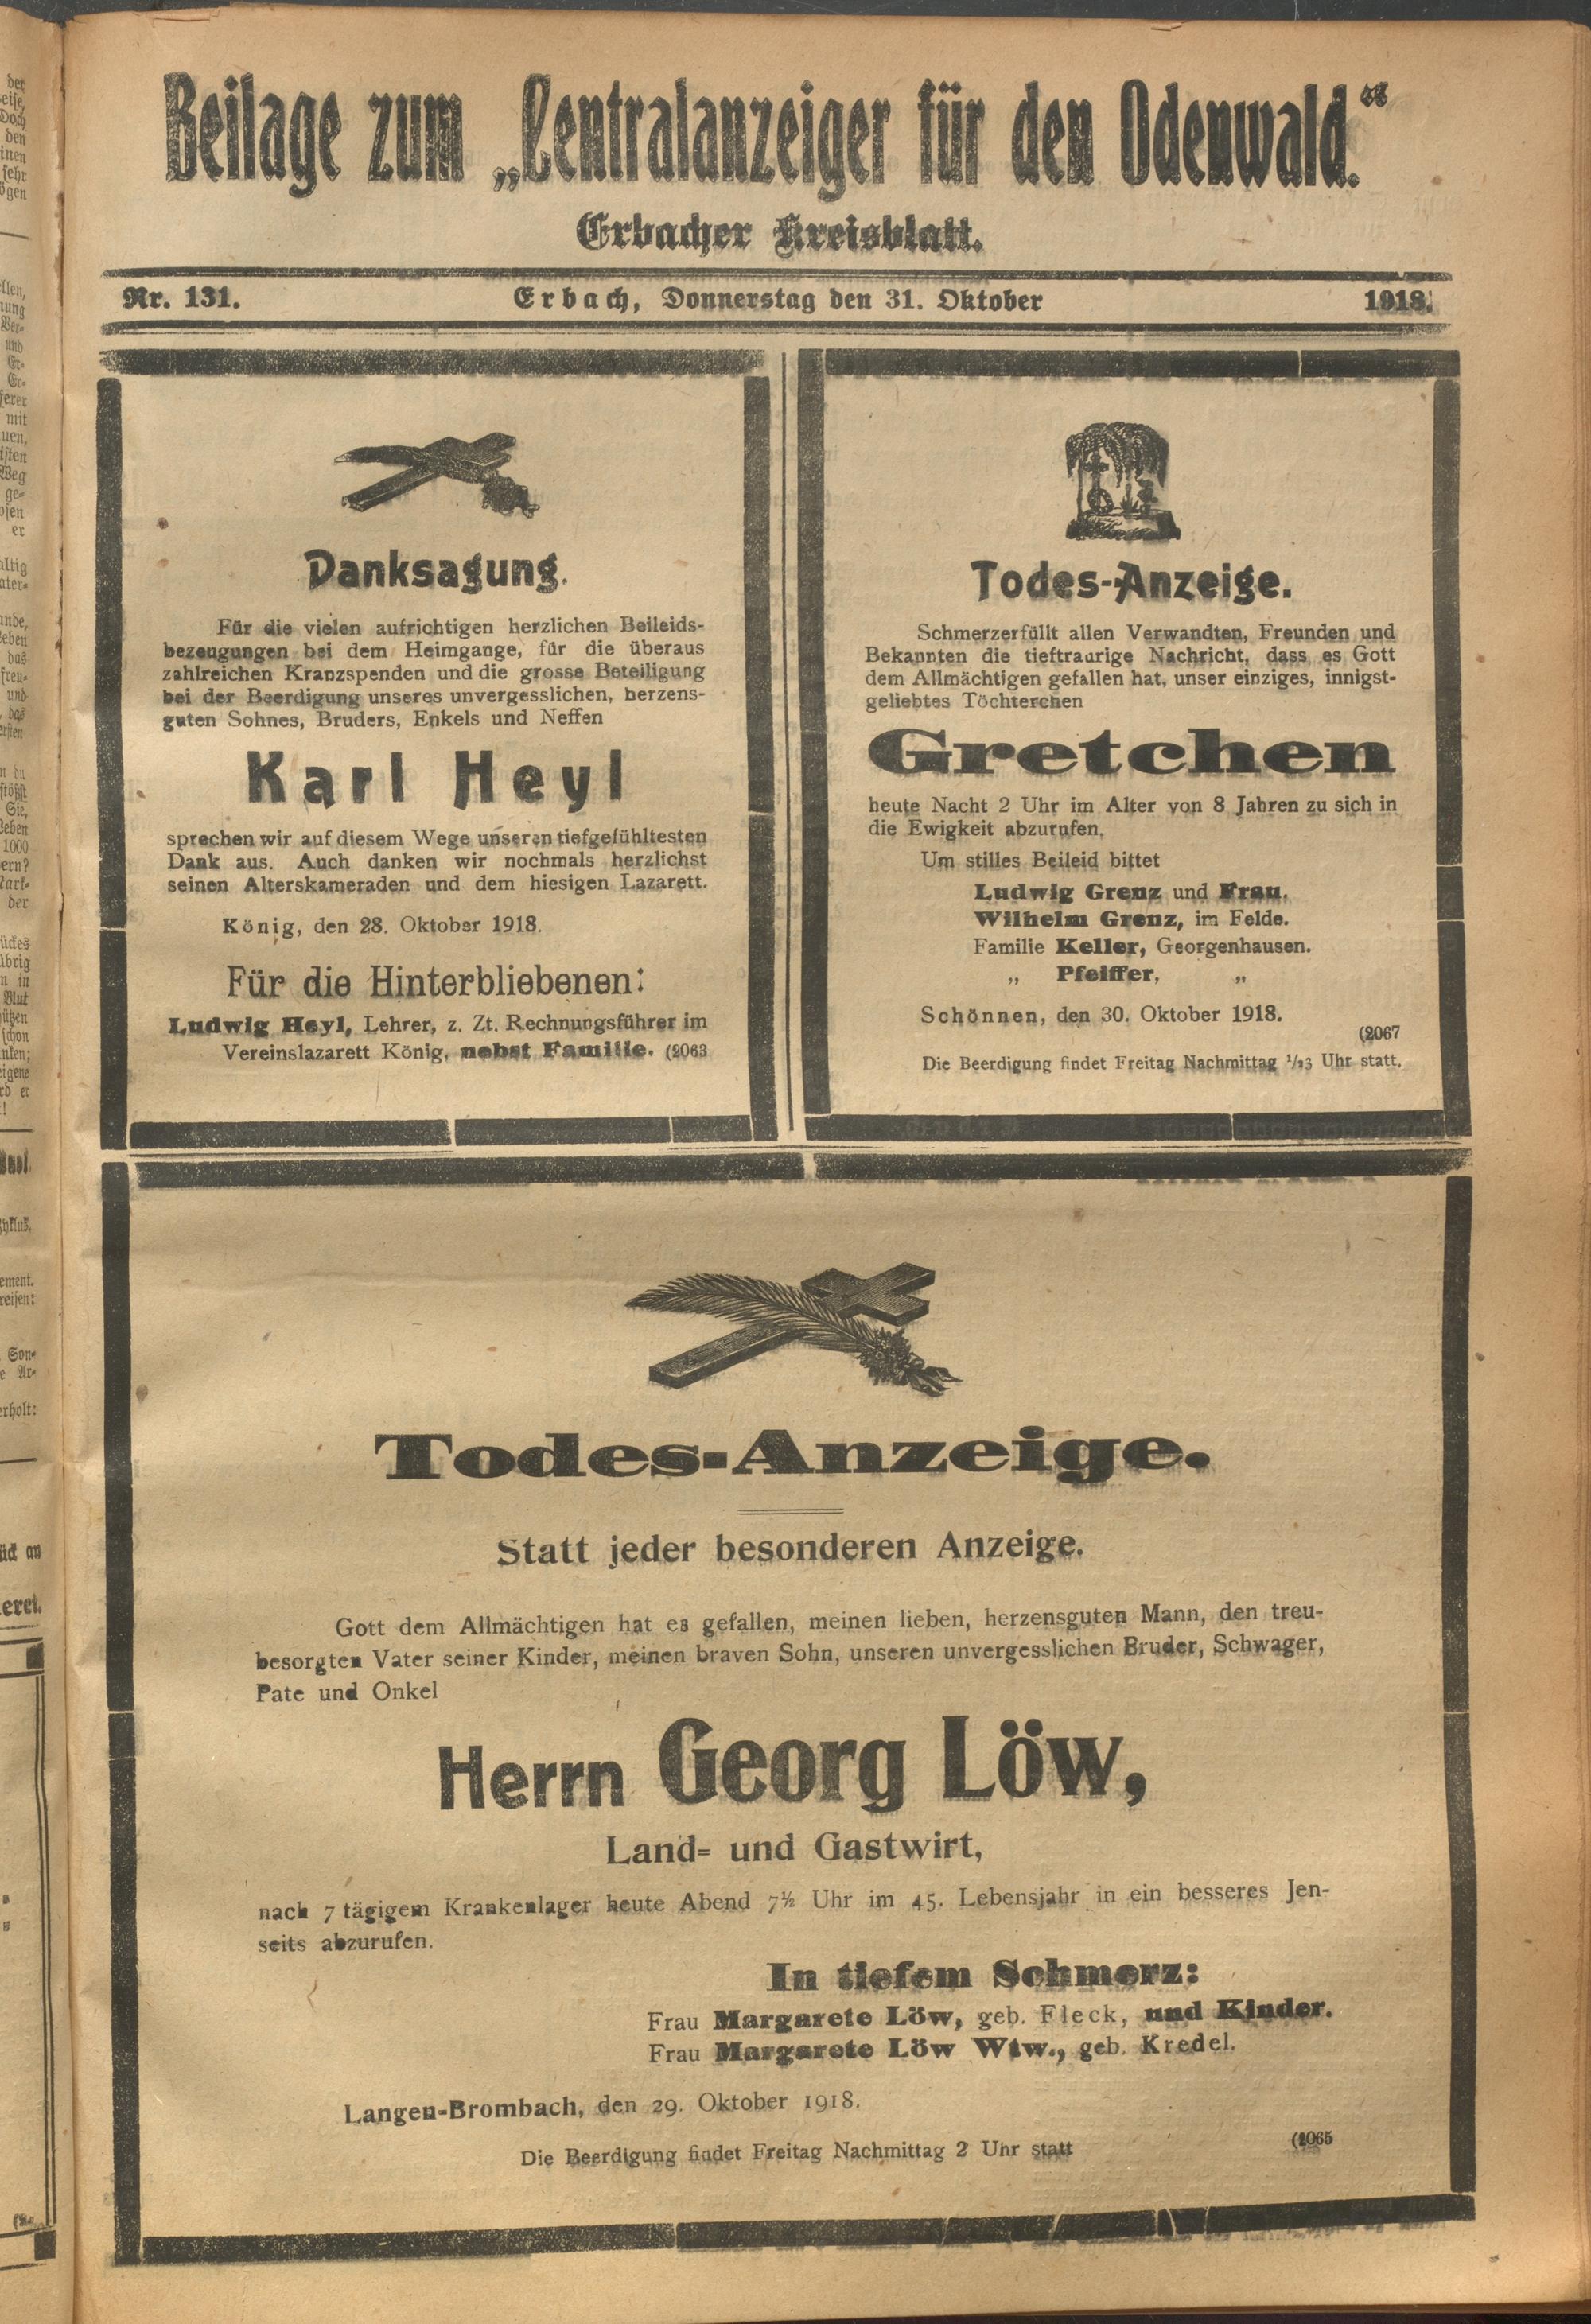 Beilage zum „Centralanzeiger für den Odenwald.“
Erbacher Kreisblatt.
Nr. 131.
Erbach, Donnerstag den 31. Oktober
1918.
Danksagung.
Für die vielen aufrichtigen herzlichen Beileids-
bezeugungen bei dem Heimgange, für die überaus
zahlreichen Kranzspenden und die grosse Beteiligung
bei der Beerdigung unseres unvergesslichen, herzens-
guten Sohnes, Bruders, Enkels und Neffen
Karl Heyl
sprechen wir auf diesem Wege unseren tiefgefühltesten
Dank aus. Auch danken wir nochmals herzlichst
seinen Alterskameraden und dem hiesigen Lazarett.
König, den 28. Oktober 1918.
Für die Hinterbliebenen:
Ludwig Heyl, Lehrer, z. Zt. Rechnungsführer im
Vereinslazarett König, nebst Familie. (2063
Todes-Anzeige.
Schmerzerfüllt allen Verwandten, Freunden und
Bekannten die tieftraurige Nachricht, dass es Gott
dem Allmächtigen gefallen hat, unser einziges, innigst-
geliebtes Töchterchen
Gretchen
heute Nacht 2 Uhr im Alter von 8 Jahren zu sich in
die Ewigkeit abzurufen.
Um stilles Beileid bittet
Ludwig Grenz und Frau.
Wilhelm Grenz, im Felde.
Familie Keller, Georgenhausen.
„ Pfeiffer, „
Schönnen, den 30. Oktober 1918.
(2067
Die Beerdigung findet Freitag Nachmittag ½3 Uhr statt.
Todes-Anzeige.
Statt jeder besonderen Anzeige.
Gott dem Allmächtigen hat es gefallen, meinen lieben, herzensguten Mann, den treu-
besorgten Vater seiner Kinder, meinen braven Sohn, unseren unvergesslichen Bruder, Schwager,
Pate und Onkel
Herrn Georg Löw,
Land- und Gastwirt,
nach 7 tägigem Krankenlager heute Abend 7½ Uhr im 45. Lebensjahr in ein besseres Jen-
seits abzurufen.
In tiefem Schmerz:
Frau Margarete Löw, geb. Fleck, und Kinder.
Frau Margarete Löw Wtw., geb. Kredel.
Langen-Brombach, den 29. Oktober 1918.
Die Beerdigung findet Freitag Nachmittag 2 Uhr statt
(2065